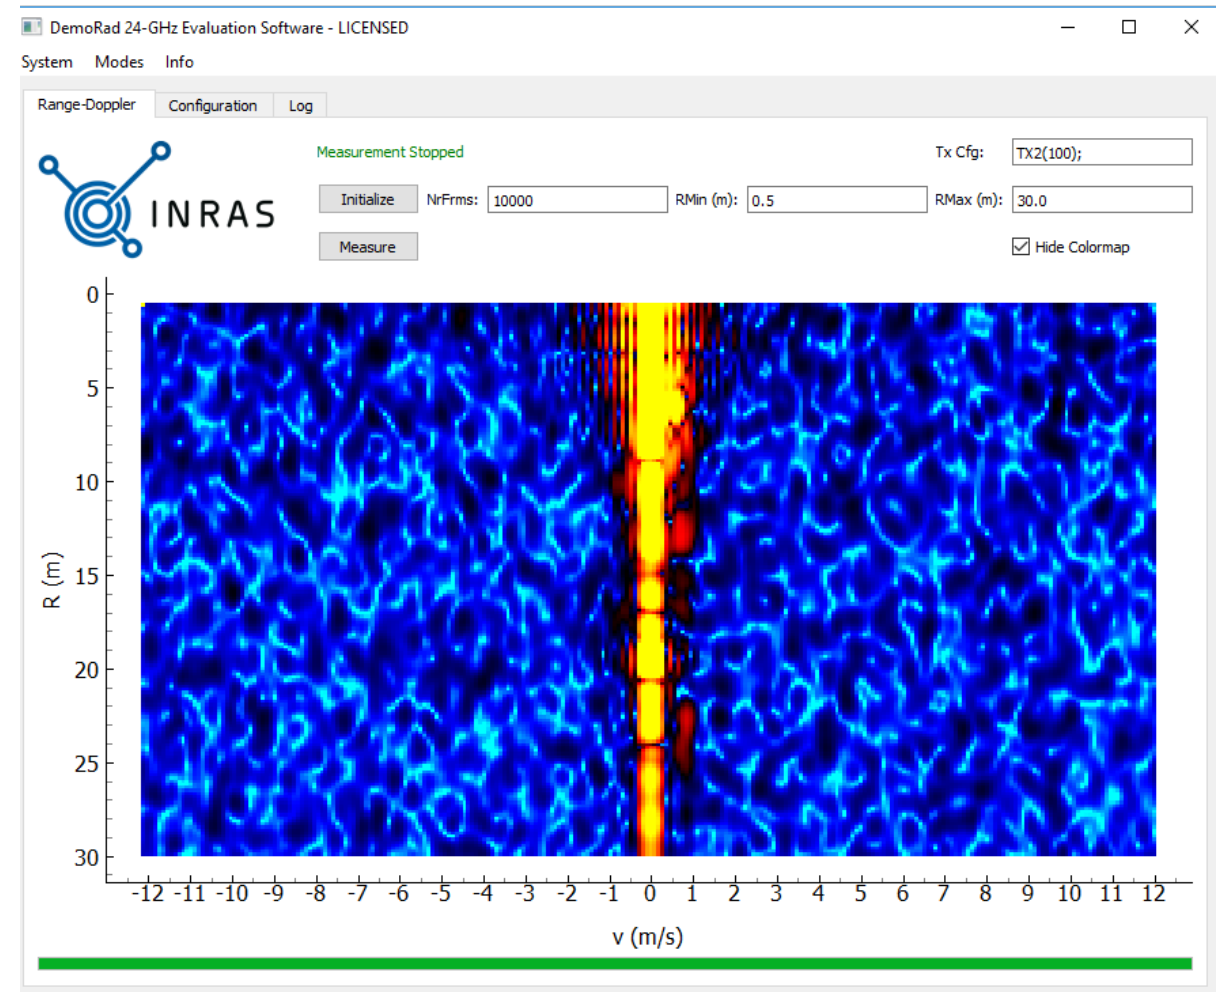 DemoRad 24-GHz Evaluation Software - LICENSED
System Modes Info
Range-Doppler Configuration Log
INRAS
Measurement Stopped
Tx Cfg: TX2(100);
Initialize NrFrms: 10000 RMin (m): 0.5 RMax (m): 30.0
Measure
Hide Colormap
0
5
10
15
20
25
30
R (m)
-12 -11 -10 -9 -8 -7 -6 -5 -4 -3 -2 -1 0 1 2 3 4 5 6 7 8 9 10 11 12
v (m/s)